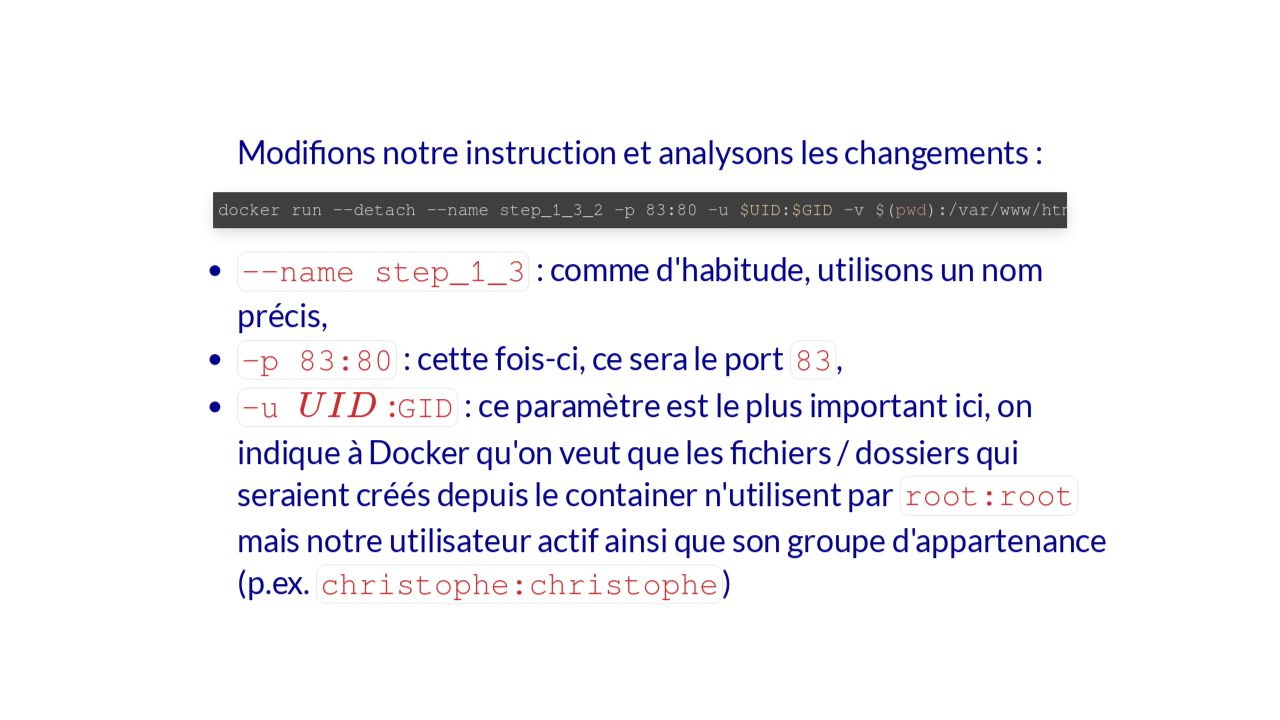 Modifions notre instruction et analysons les changements :
docker run --detach --name step_1_3_2 -p 83:80 -u $UID:$GID -v $(pwd):/var/www/htm
• --name step_1_3 : comme d'habitude, utilisons un nom
précis,
• -p 83:80 : cette fois-ci, ce sera le port 83,
• -u UID :GID : ce paramètre est le plus important ici, on
indique à Docker qu'on veut que les fichiers / dossiers qui
seraient créés depuis le container n'utilisent par root:root
mais notre utilisateur actif ainsi que son groupe d'appartenance
(p.ex. christophe:christophe)